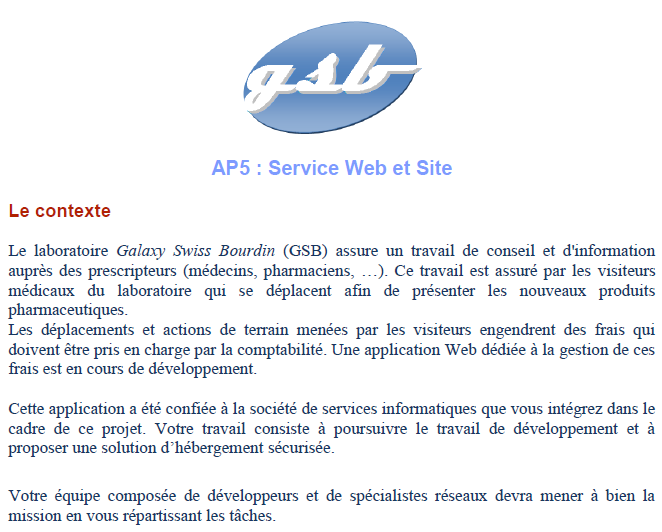 gsb
AP5 : Service Web et Site
Le contexte
Le laboratoire Galaxy Swiss Bourdin (GSB) assure un travail de conseil et d'information
auprès des prescripteurs (médecins, pharmaciens, …). Ce travail est assuré par les visiteurs
médicaux du laboratoire qui se déplacent afin de présenter les nouveaux produits
pharmaceutiques.
Les déplacements et actions de terrain menées par les visiteurs engendrent des frais qui
doivent être pris en charge par la comptabilité. Une application Web dédiée à la gestion de ces
frais est en cours de développement.
Cette application a été confiée à la société de services informatiques que vous intégrez dans le
cadre de ce projet. Votre travail consiste à poursuivre le travail de développement et à
proposer une solution d’hébergement sécurisée.
Votre équipe composée de développeurs et de spécialistes réseaux devra mener à bien la
mission en vous répartissant les tâches.